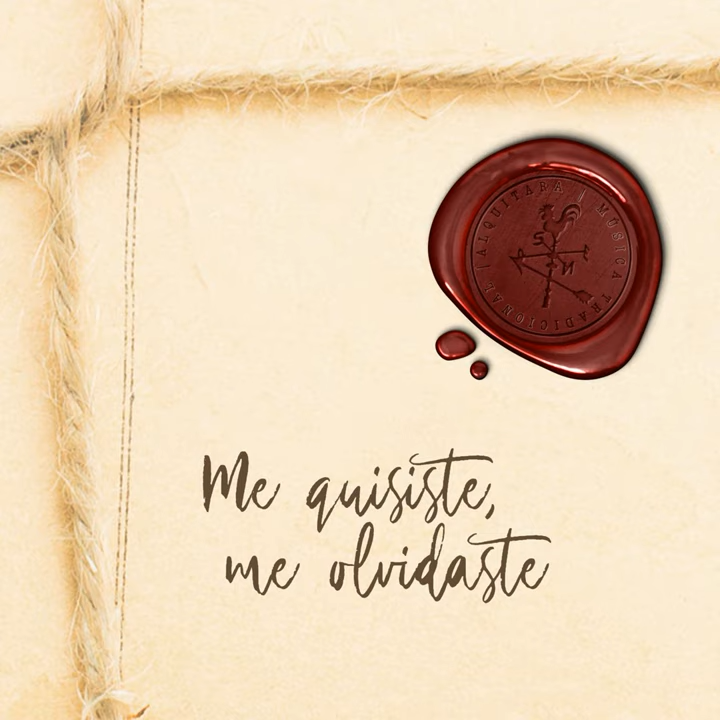 ALQUITARA | MÚSICA TRADICIONAL |
S
N
Me quisiste,
me olvidaste